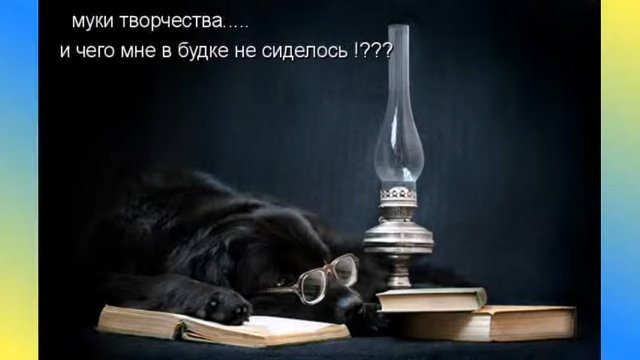 муки творчества.....
и чего мне в будке не сиделось !???